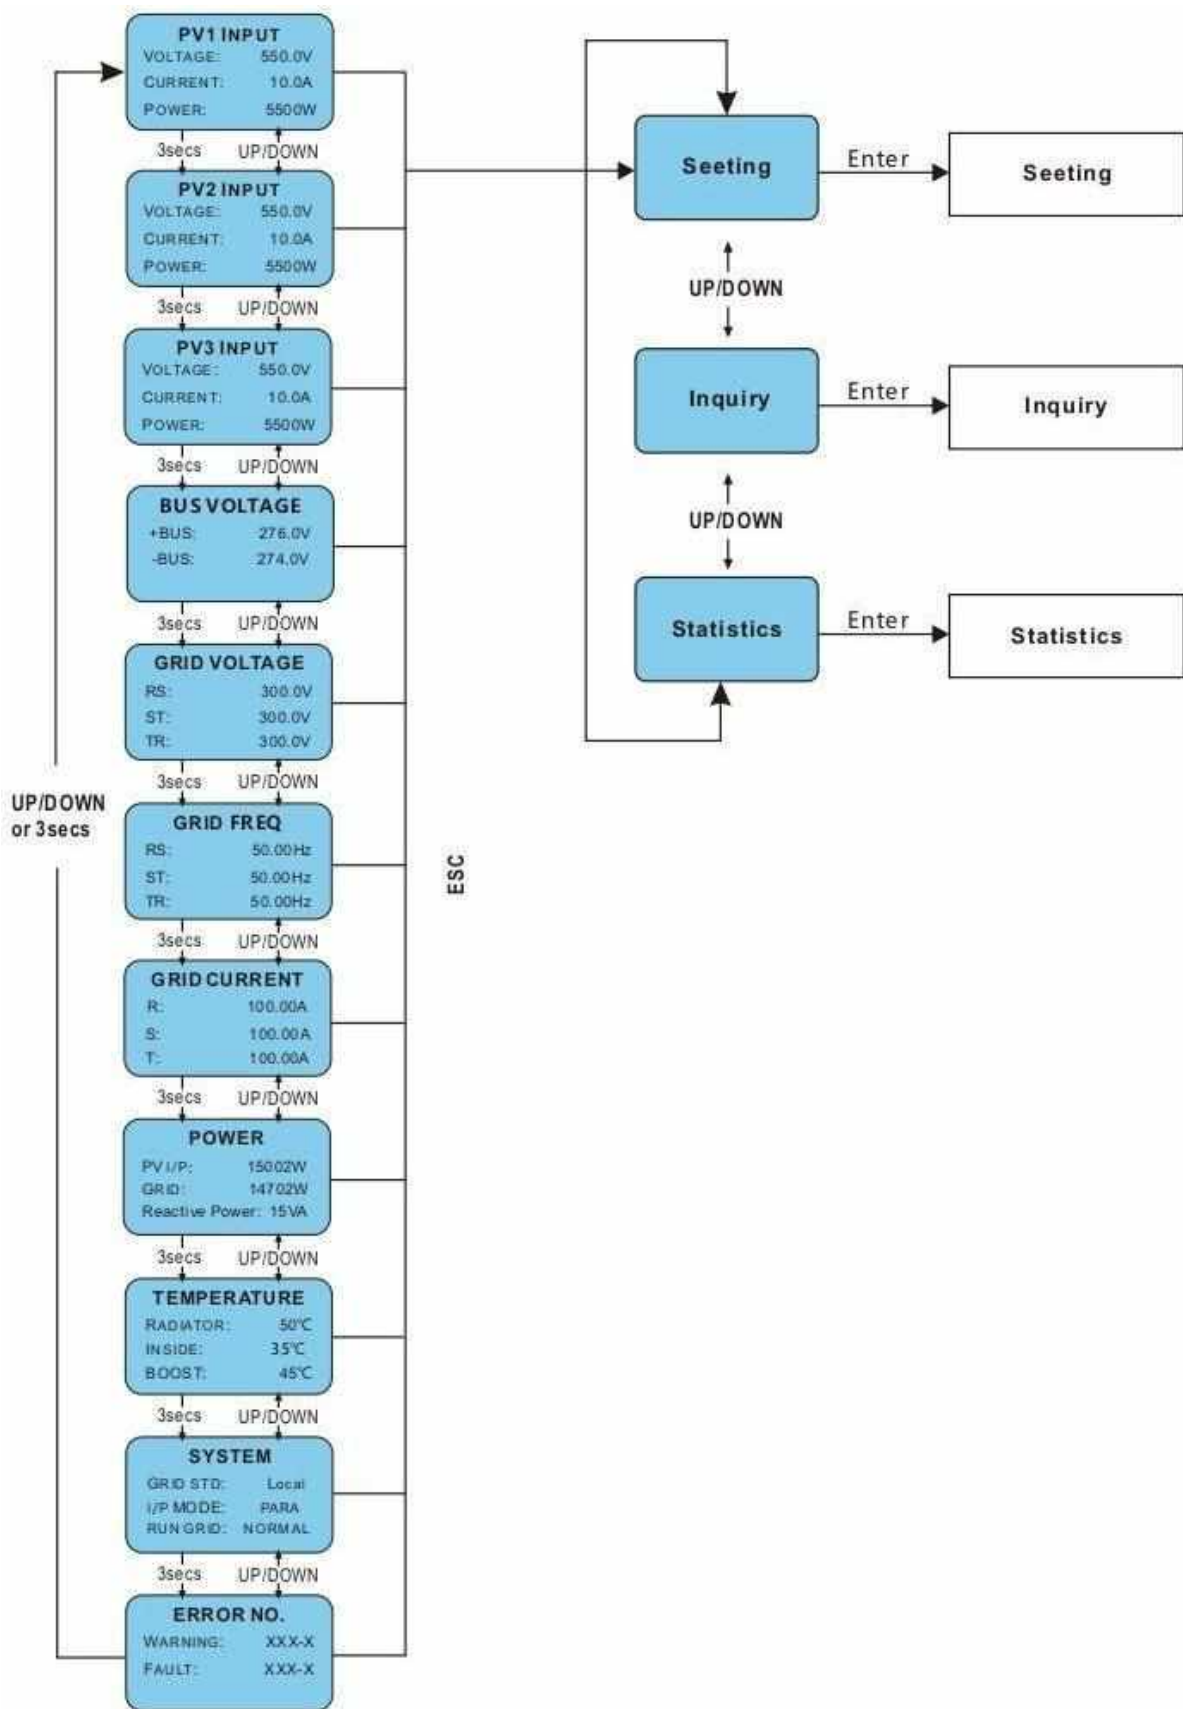 PV1 INPUT
VOLTAGE: 550.0V
CURRENT: 10.0A
POWER: 5500W
3secs UP/DOWN
PV2 INPUT
VOLTAGE: 550.0V
CURRENT: 10.0A
POWER: 5500W
3secs UP/DOWN
PV3 INPUT
VOLTAGE: 550.0V
CURRENT: 10.0A
POWER: 5500W
3secs UP/DOWN
BUS VOLTAGE
+BUS: 276.0V
-BUS: 274.0V
3secs UP/DOWN
GRID VOLTAGE
RS: 300.0V
ST: 300.0V
TR: 300.0V
3secs UP/DOWN
GRID FREQ
RS: 50.00Hz
ST: 50.00Hz
TR: 50.00Hz
3secs UP/DOWN
GRID CURRENT
R: 100.00A
S: 100.00A
T: 100.00A
3secs UP/DOWN
POWER
PV I/P: 15002W
GRID: 14702W
Reactive Power: 15VA
3secs UP/DOWN
TEMPERATURE
RADIATOR: 50℃
INSIDE: 35℃
BOOST: 45℃
3secs UP/DOWN
SYSTEM
GRID STD: Local
I/P MODE: PARA
RUN GRID: NORMAL
3secs UP/DOWN
ERROR NO.
WARNING: XXX-X
FAULT: XXX-X
UP/DOWN
or 3secs
ESC
Seeting Enter Seeting
UP/DOWN
Inquiry Enter Inquiry
UP/DOWN
Statistics Enter Statistics